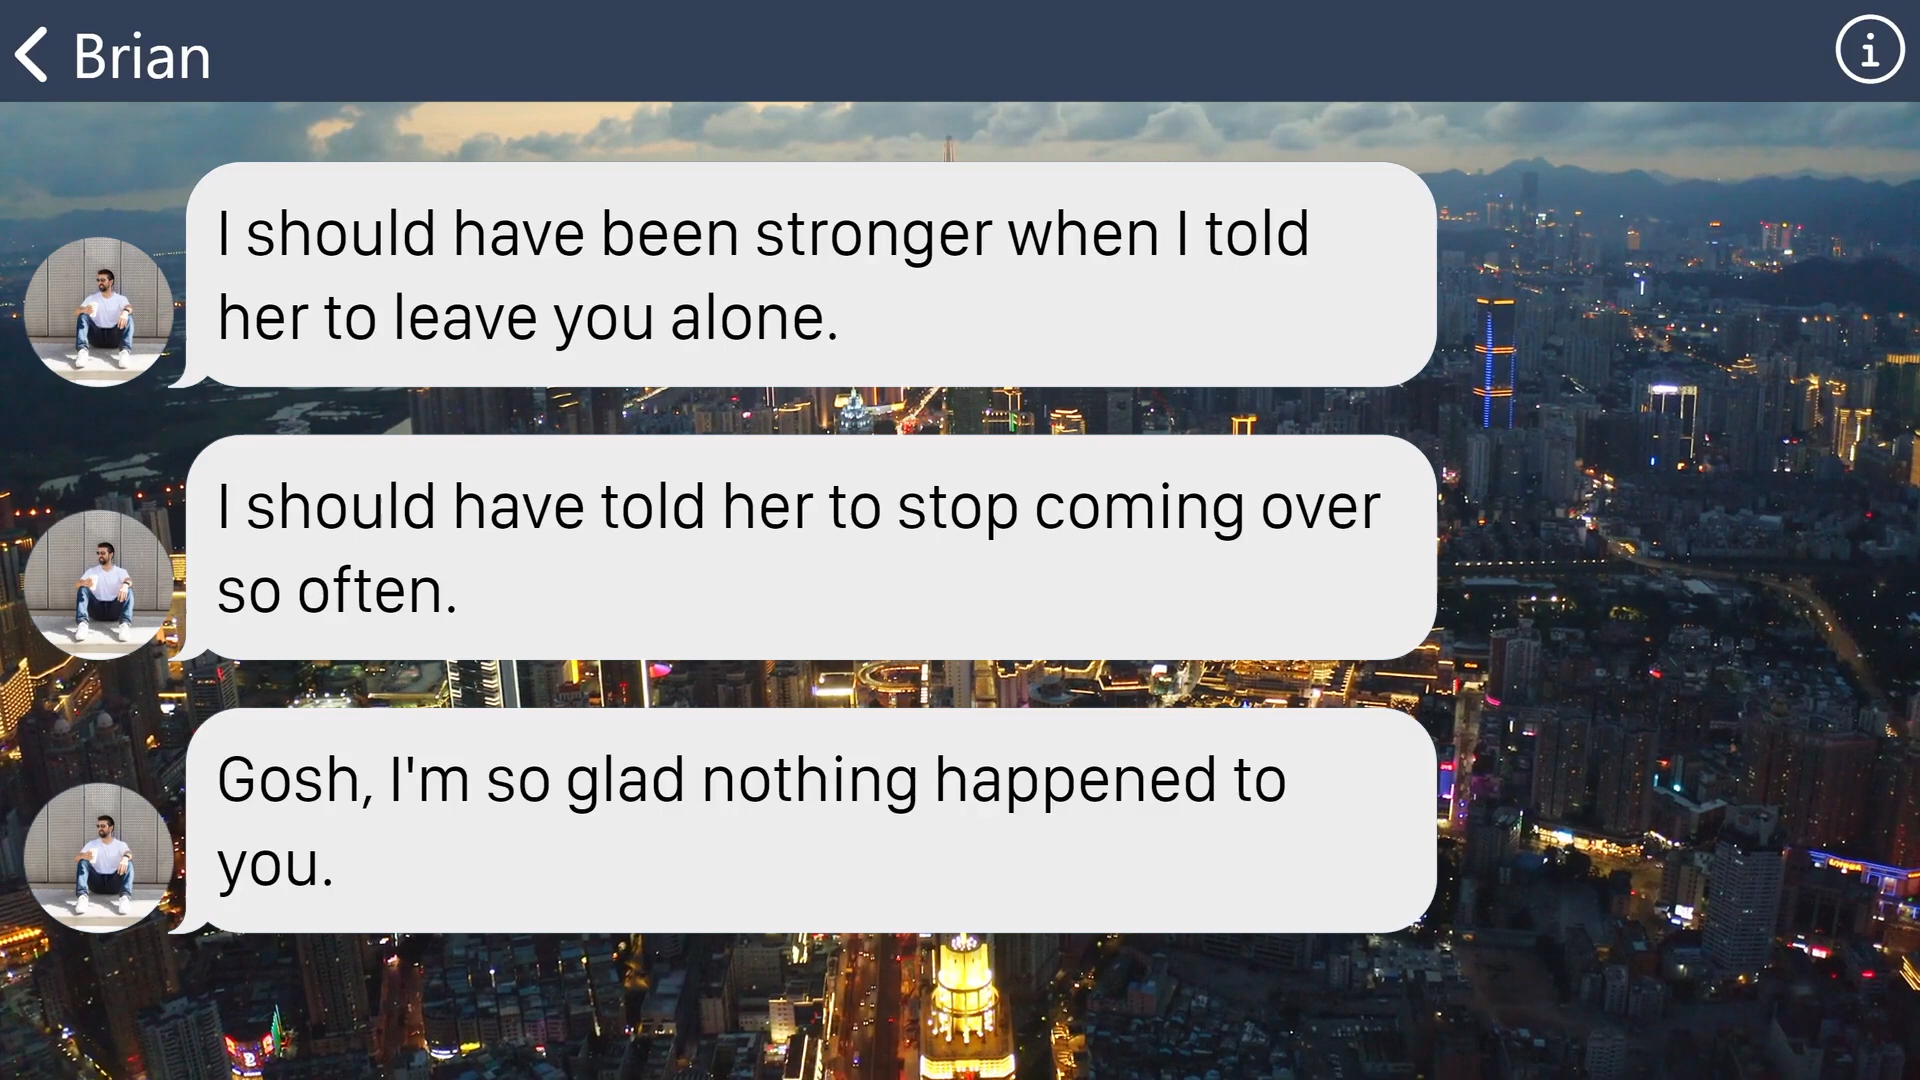 Brian
I should have been stronger when I told
her to leave you alone.
I should have told her to stop coming over
so often.
Gosh, I'm so glad nothing happened to
you.